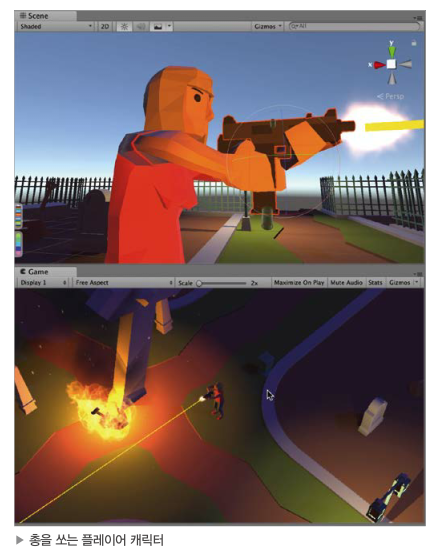 Scene
Shaded 2D Gizmos All
y
x
Persp
Game
Display 1 Free Aspect Scale 2x Maximize On Play Mute Audio Stats Gizmos
▶ 총을 쏘는 플레이어 캐릭터